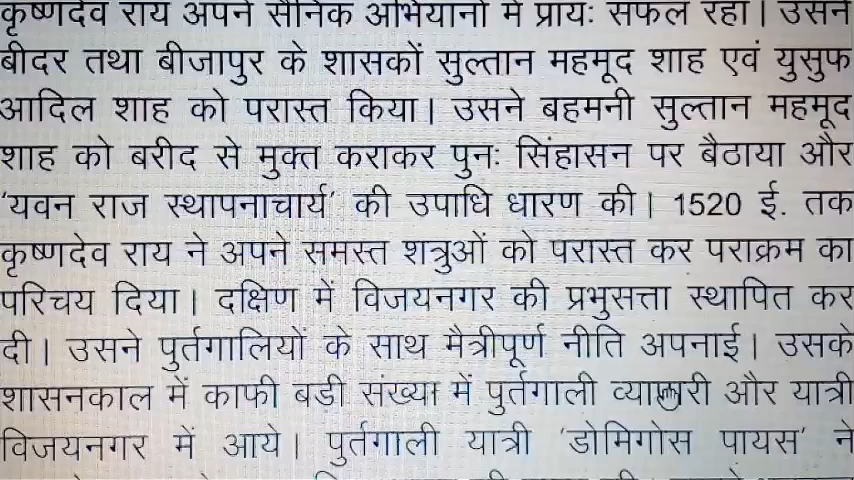 कृष्णदेव राय अपने सैनिक अभियानों में प्रायः सफल रहा। उसने
बीदर तथा बीजापुर के शासकों सुल्तान महमूद शाह एवं युसुफ
आदिल शाह को परास्त किया। उसने बहमनी सुल्तान महमूद
शाह को बरीद से मुक्त कराकर पुनः सिंहासन पर बैठाया और
'यवन राज स्थापनाचार्य' की उपाधि धारण की। 1520 ई. तक
कृष्णदेव राय ने अपने समस्त शत्रुओं को परास्त कर पराक्रम का
परिचय दिया। दक्षिण में विजयनगर की प्रभुसत्ता स्थापित कर
दी। उसने पुर्तगालियों के साथ मैत्रीपूर्ण नीति अपनाई। उसके
शासनकाल में काफी बड़ी संख्या में पुर्तगाली व्यापारी और यात्री
विजयनगर में आये। पुर्तगाली यात्री 'डोमिगोस पायस' ने